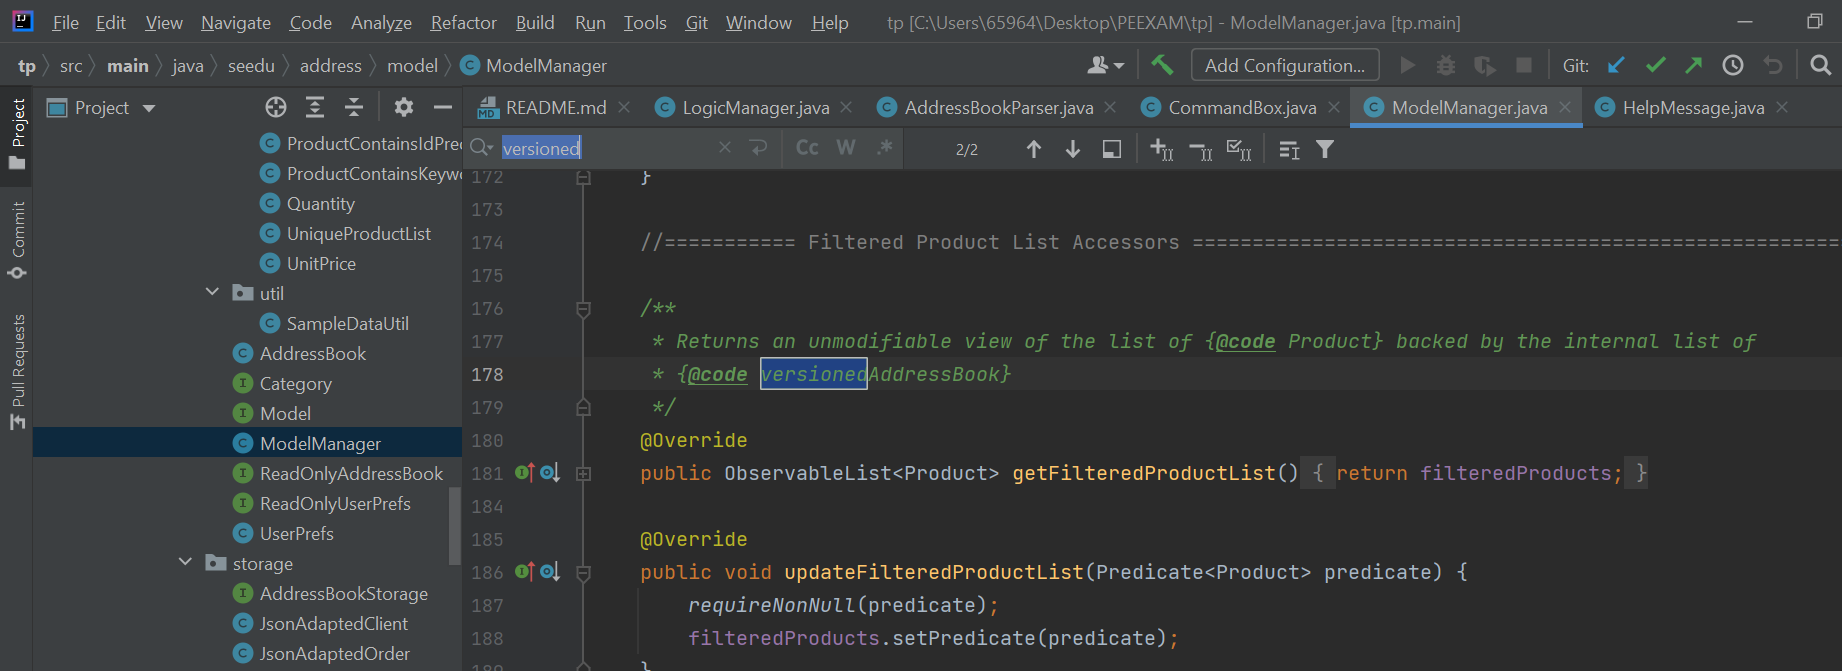 File Edit View Navigate Code Analyze Refactor Build Run Tools Git Window Help tp [C:\Users\65964\Desktop\PEEXAM\tp] - ModelManager.java [tp.main]
tp src main java seedu address model ModelManager Add Configuration... Git:
Project
README.md LogicManager.java AddressBookParser.java CommandBox.java ModelManager.java HelpMessage.java
versioned Cc W .* 2/2
Project
Commit
Pull Requests
ProductContainsIdPred
ProductContainsKeywo
Quantity
UniqueProductList
UnitPrice
util
SampleDataUtil
AddressBook
Category
Model
ModelManager
ReadOnlyAddressBook
ReadOnlyUserPrefs
UserPrefs
storage
AddressBookStorage
JsonAdaptedClient
JsonAdaptedOrder
172 }
173
174 //=========== Filtered Product List Accessors ======================================================
175
176 /**
177 * Returns an unmodifiable view of the list of {@code Product} backed by the internal list of
178 * {@code versionedAddressBook}
179 */
180 @Override
181 public ObservableList<Product> getFilteredProductList() { return filteredProducts; }
184
185 @Override
186 public void updateFilteredProductList(Predicate<Product> predicate) {
187 requireNonNull(predicate);
188 filteredProducts.setPredicate(predicate);
189 }